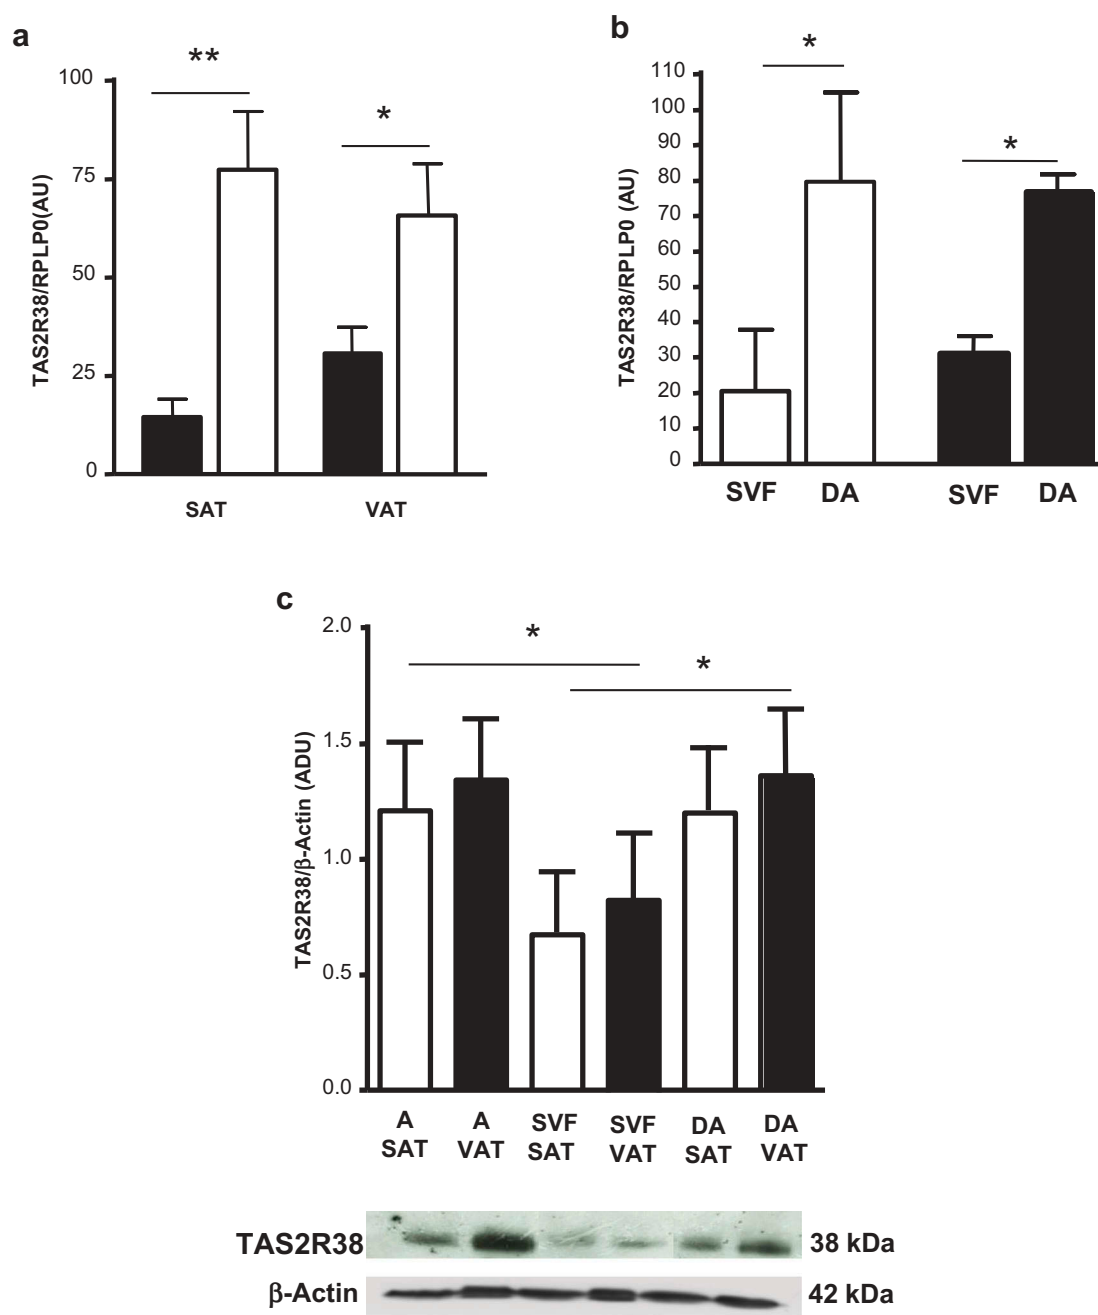 a
**
*
100
75
50
25
0
TAS2R38/RPLP0(AU)
SAT VAT
b
*
*
110
100
90
80
70
60
50
40
30
20
10
0
TAS2R38/RPLP0 (AU)
SVF DA SVF DA
c
*
*
2.0
1.5
1.0
0.5
0.0
TAS2R38/β-Actin (ADU)
A A SVF SVF DA DA
SAT VAT SAT VAT SAT VAT
TAS2R38 38 kDa
β-Actin 42 kDa